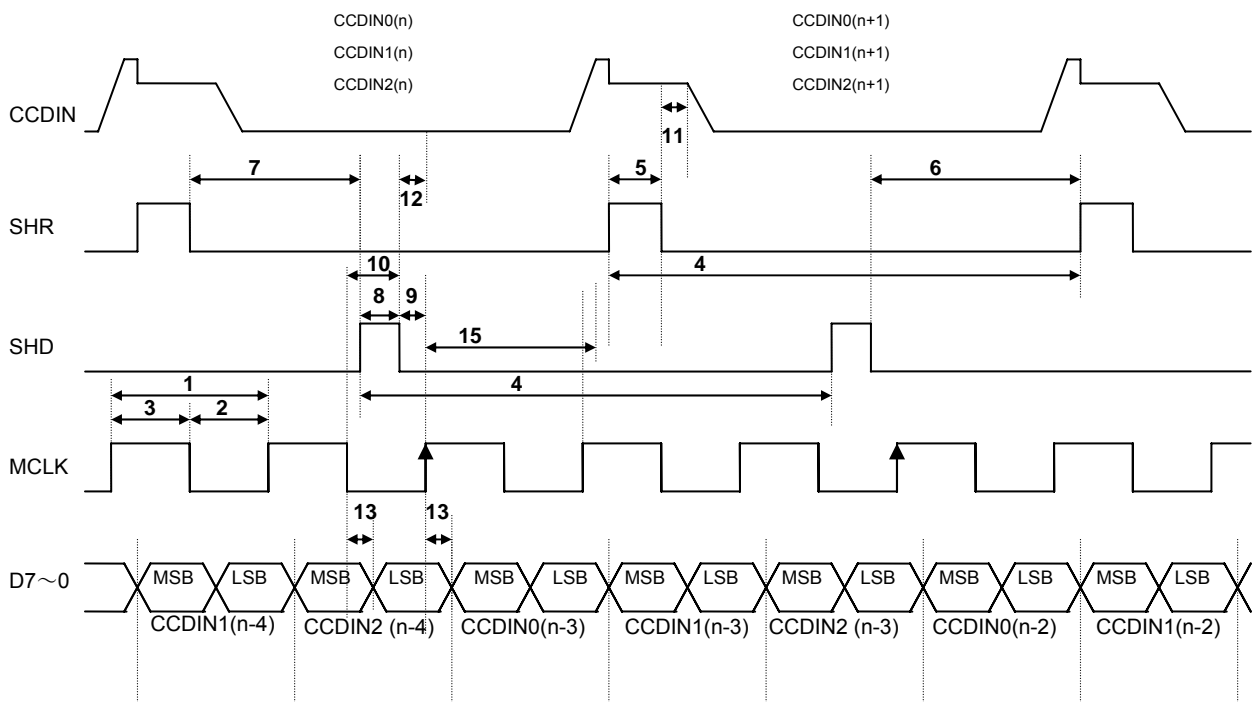 CCDIN0(n) CCDIN0(n+1)
CCDIN1(n) CCDIN1(n+1)
CCDIN2(n) CCDIN2(n+1)
CCDIN
11
7 5 6
12
SHR
10 4
8 9
SHD 15
1 4
3 2
MCLK
13 13
D7～0 MSB LSB MSB LSB MSB LSB MSB LSB MSB LSB MSB LSB MSB LSB
CCDIN1(n-4) CCDIN2 (n-4) CCDIN0(n-3) CCDIN1(n-3) CCDIN2 (n-3) CCDIN0(n-2) CCDIN1(n-2)